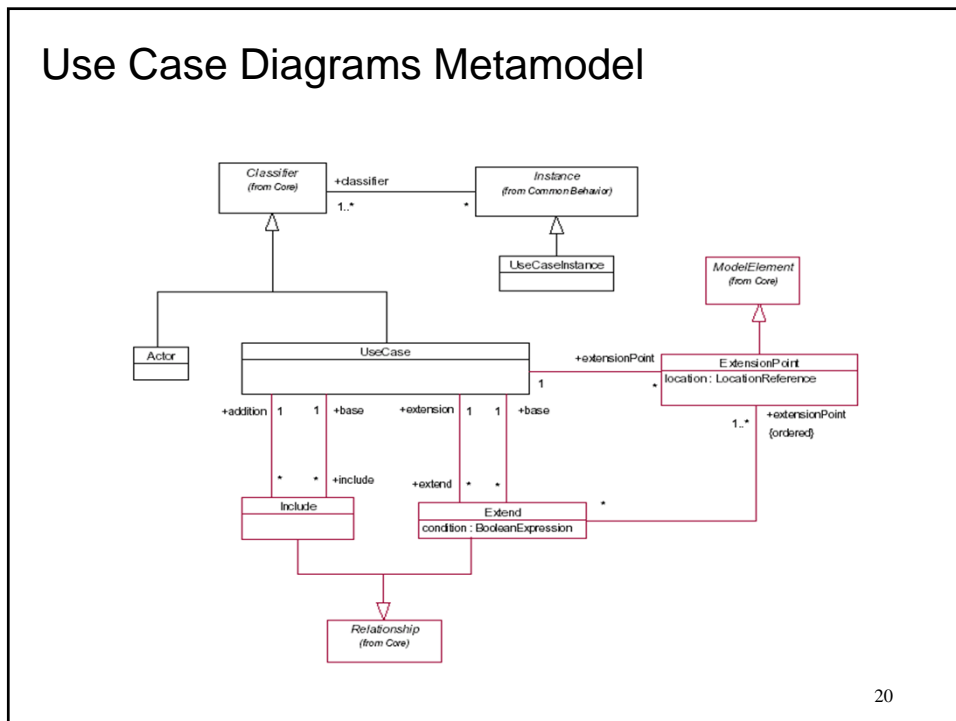 Use Case Diagrams Metamodel
Classifier
(from Core)
+classifier
1..*
*
Instance
(from Common Behavior)
UseCaseInstance
ModelElement
(from Core)
Actor
UseCase
+extensionPoint
1
*
ExtensionPoint
location : LocationReference
+addition
1
1
+base
+extension
1
1
+base
1..*
+extensionPoint
{ordered}
*
*
+include
+extend
*
*
*
Include
Extend
condition : BooleanExpression
Relationship
(from Core)
20